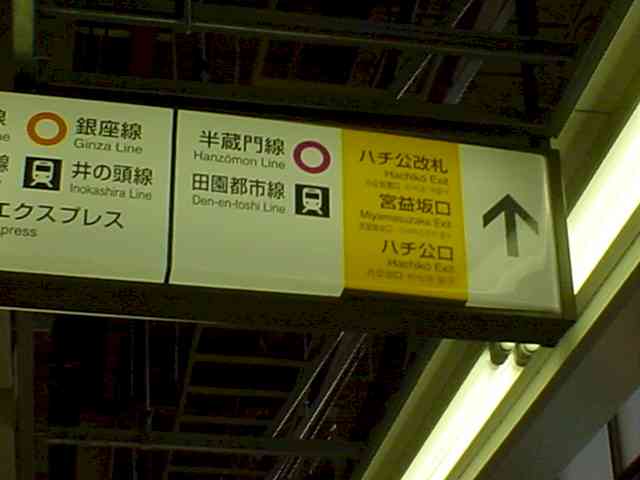 銀座線
Ginza Line
井の頭線
Inokashira Line
エクスプレス
press
半蔵門線
Hanzōmon Line
田園都市線
Den-en-toshi Line
ハチ公改札
Hachikō Exit
宮益坂口
Miyamasuzaka Exit
ハチ公口
Hachikō Exit